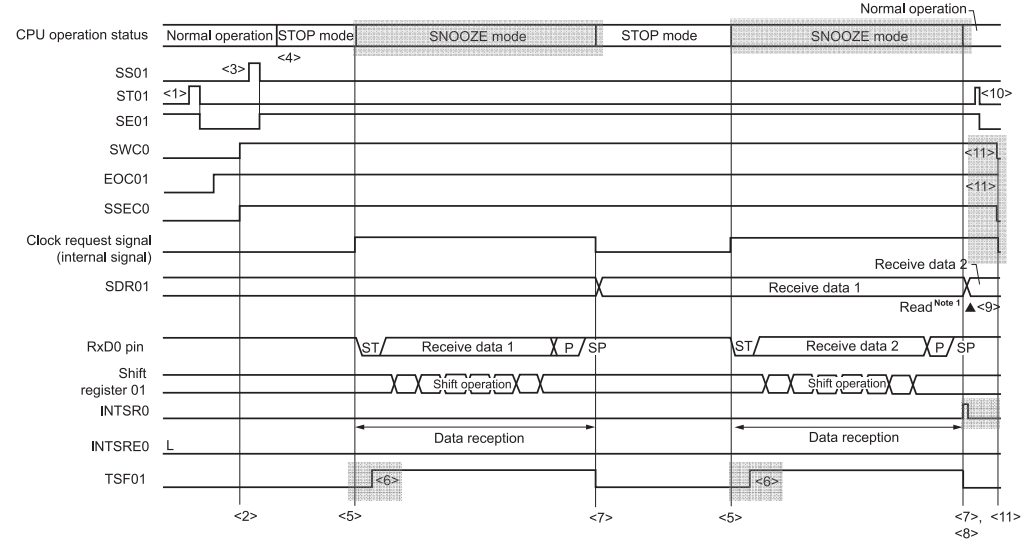 Normal operation
CPU operation status Normal operation STOP mode SNOOZE mode STOP mode SNOOZE mode
<4>
SS01 <3>
ST01 <1> <10>
SE01
SWC0 <11>
EOC01 <11>
SSEC0
Clock request signal
(internal signal)
Receive data 2
SDR01 Receive data 1
Read Note 1 ▲<9>
RxD0 pin ST Receive data 1 P SP ST Receive data 2 P SP
Shift
register 01 Shift operation Shift operation
INTSR0
Data reception Data reception
INTSRE0 L
TSF01 <6> <6>
<2> <5> <7> <5> <7>, <11>
<8>